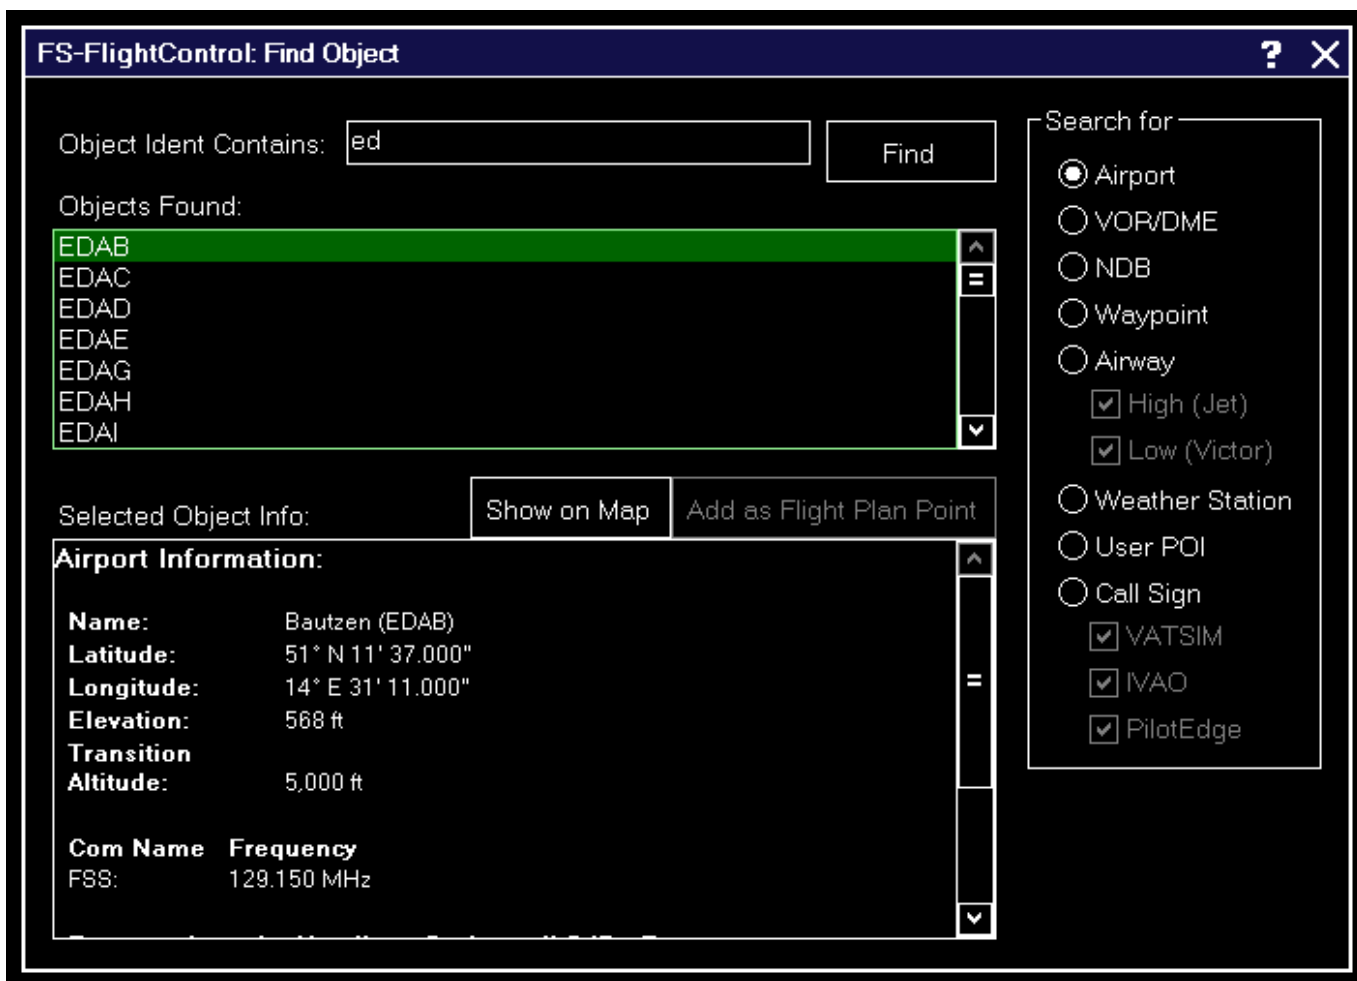 FS-FlightControl: Find Object
?
Object Ident Contains: ed
Find
Objects Found:
EDAB
EDAC
EDAD
EDAE
EDAG
EDAH
EDAI
Selected Object Info:
Show on Map
Add as Flight Plan Point
Airport Information:
Name: Bautzen (EDAB)
Latitude: 51° N 11' 37.000"
Longitude: 14° E 31' 11.000"
Elevation: 568 ft
Transition
Altitude: 5,000 ft
Com Name Frequency
FSS: 129.150 MHz
Search for
Airport
VOR/DME
NDB
Waypoint
Airway
High (Jet)
Low (Victor)
Weather Station
User POI
Call Sign
VATSIM
IVAO
PilotEdge